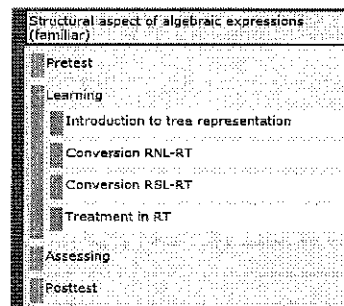 Structural aspect of algebraic expressions
(familiar)
Pretest
Learning
Introduction to tree representation
Conversion RNL-RT
Conversion RSL-RT
Treatment in RT
Assessing
Posttest